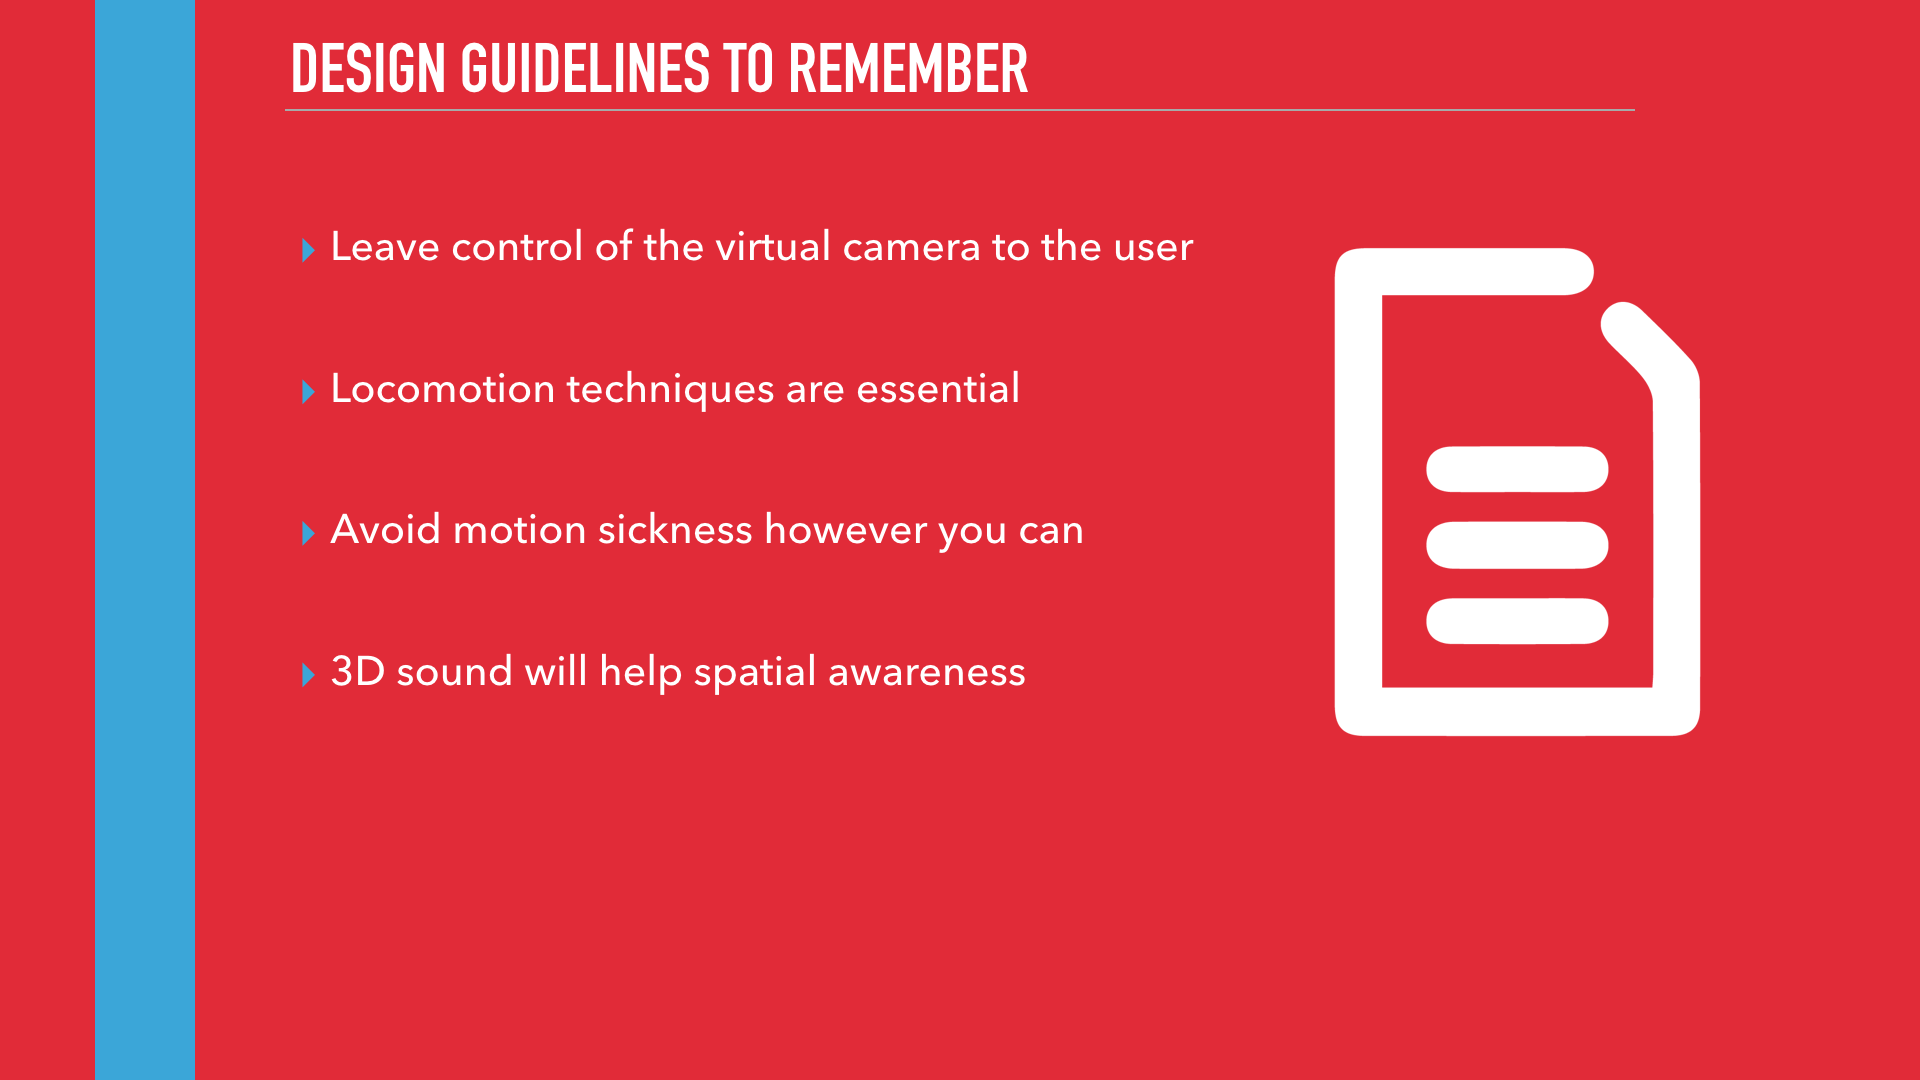 DESIGN GUIDELINES TO REMEMBER
Leave control of the virtual camera to the user
Locomotion techniques are essential
Avoid motion sickness however you can
3D sound will help spatial awareness